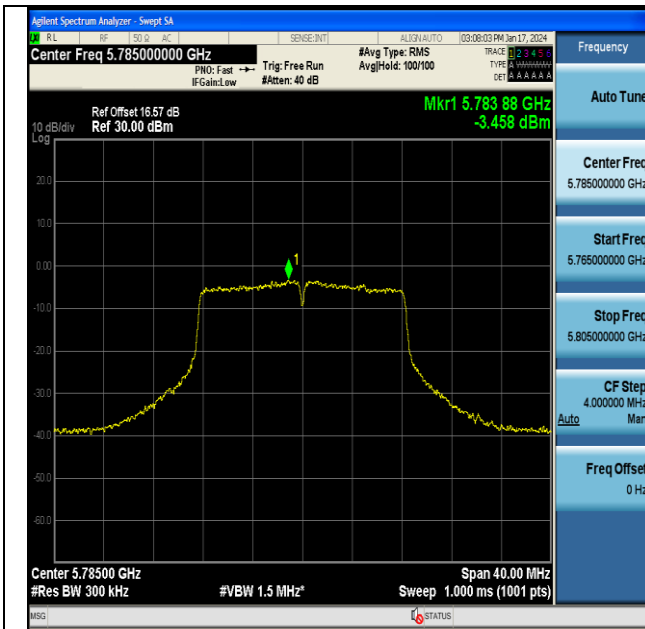 Agilent Spectrum Analyzer - Swept SA
LXI RL RF 50 Ω AC SENSE:INT ALIGN AUTO 03:08:03 PM Jan 17, 2024
Center Freq 5.785000000 GHz
PNO: Fast
IFGain:Low
Trig: Free Run
#Atten: 40 dB
#Avg Type: RMS
Avg|Hold: 100/100
TRACE 1 2 3 4 5 6
TYPE A
DET A A A A A A
Ref Offset 16.57 dB
Ref 30.00 dBm
10 dB/div
Log
Mkr1 5.783 88 GHz
-3.458 dBm
20.0
10.0
0.00
-10.0
-20.0
-30.0
-40.0
-50.0
-60.0
1
Center 5.78500 GHz
Span 40.00 MHz
#Res BW 300 kHz
#VBW 1.5 MHz*
Sweep 1.000 ms (1001 pts)
MSG
STATUS
Frequency
Auto Tune
Center Freq
5.785000000 GHz
Start Freq
5.765000000 GHz
Stop Freq
5.805000000 GHz
CF Step
4.000000 MHz
Auto Man
Freq Offset
0 Hz